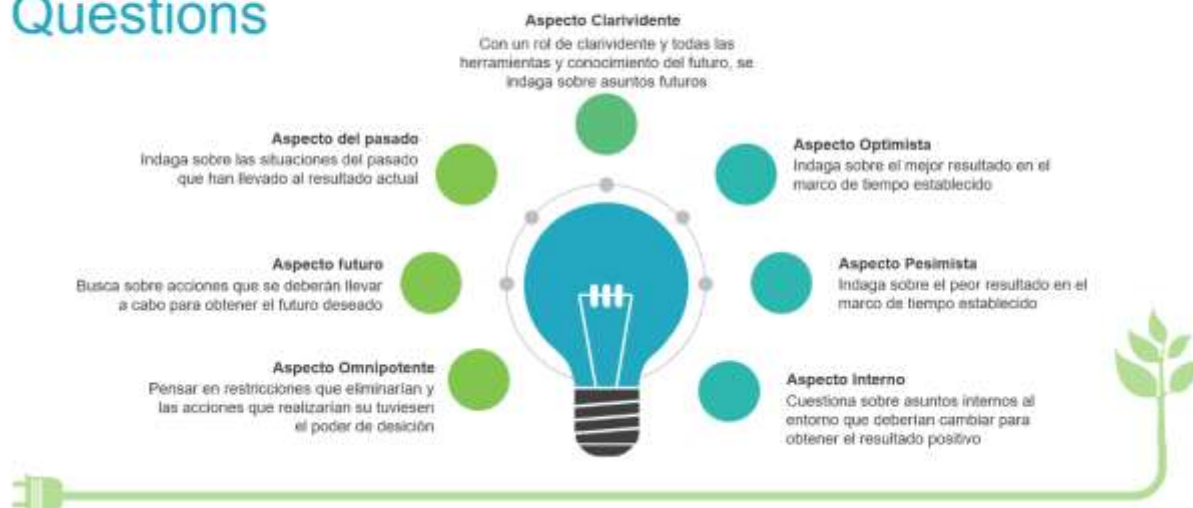 Questions
Aspecto Clarividente
Con un rol de clarividente y todas las
herramientas y conocimiento del futuro, se
indaga sobre asuntos futuros
Aspecto del pasado
Indaga sobre las situaciones del pasado
que han llevado al resultado actual
Aspecto futuro
Busca sobre acciones que se deberán llevar
a cabo para obtener el futuro deseado
Aspecto Omnipotente
Pensar en restricciones que eliminarían y
las acciones que realizarían su tuviesen
el poder de desición
Aspecto Optimista
Indaga sobre el mejor resultado en el
marco de tiempo establecido
Aspecto Pesimista
Indaga sobre el peor resultado en el
marco de tiempo establecido
Aspecto Interno
Cuestiona sobre asuntos internos al
entorno que deberían cambiar para
obtener el resultado positivo